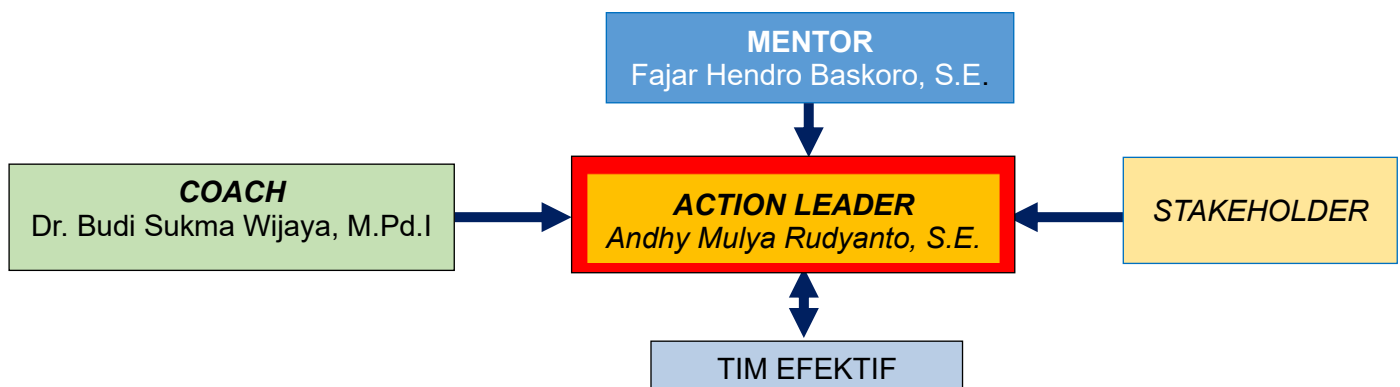 MENTOR
Fajar Hendro Baskoro, S.E.
COACH
Dr. Budi Sukma Wijaya, M.Pd.I
ACTION LEADER
Andhy Mulya Rudyanto, S.E.
STAKEHOLDER
TIM EFEKTIF